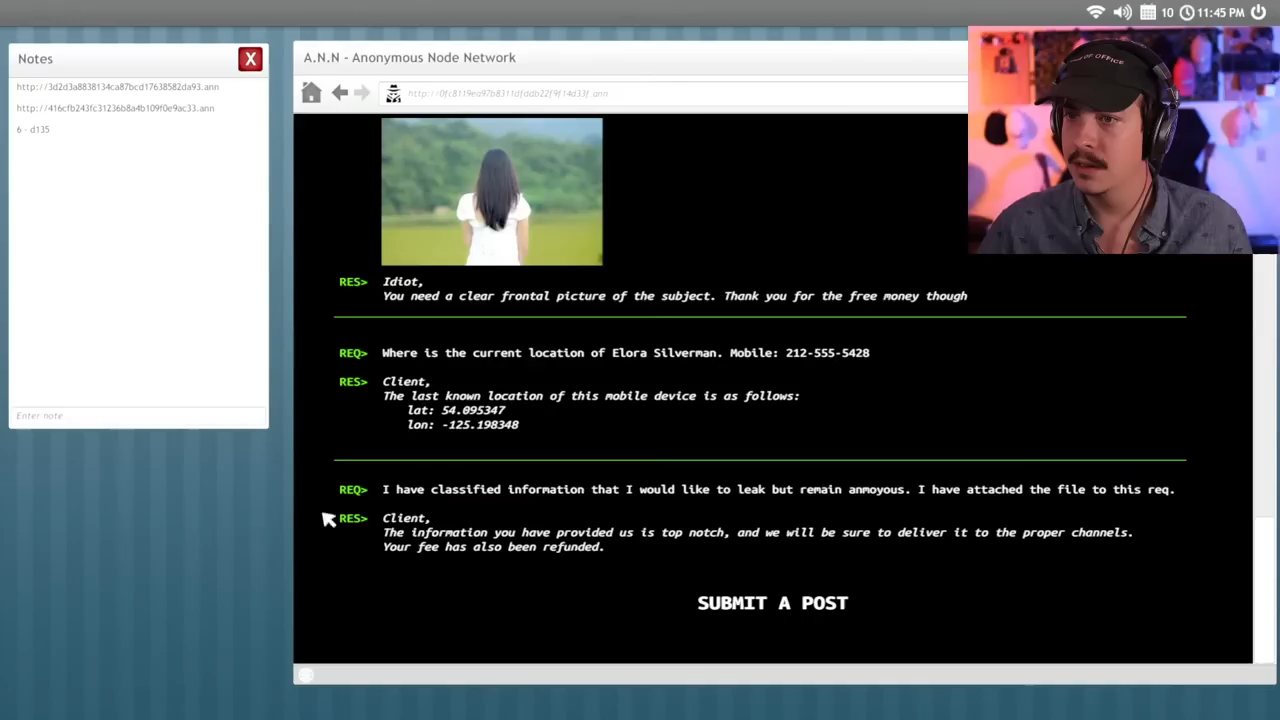 10 11:45 PM
Notes
X
http://3d2d3a8838134ca87bcd17638582da93.ann
http://416cfb243fc31236b8a4b109f0e9ac33.ann
6 - d135
Enter note
A.N.N - Anonymous Node Network
http://0fc8119ea97b8311dfddb22f9f14d33f.ann
OF OFFICE
RES> Idiot,
You need a clear frontal picture of the subject. Thank you for the free money though
REQ> Where is the current location of Elora Silverman. Mobile: 212-555-5428
RES> Client,
The last known location of this mobile device is as follows:
lat: 54.095347
lon: -125.198348
REQ> I have classified information that I would like to leak but remain anmoyous. I have attached the file to this req.
RES> Client,
The information you have provided us is top notch, and we will be sure to deliver it to the proper channels.
Your fee has also been refunded.
SUBMIT A POST